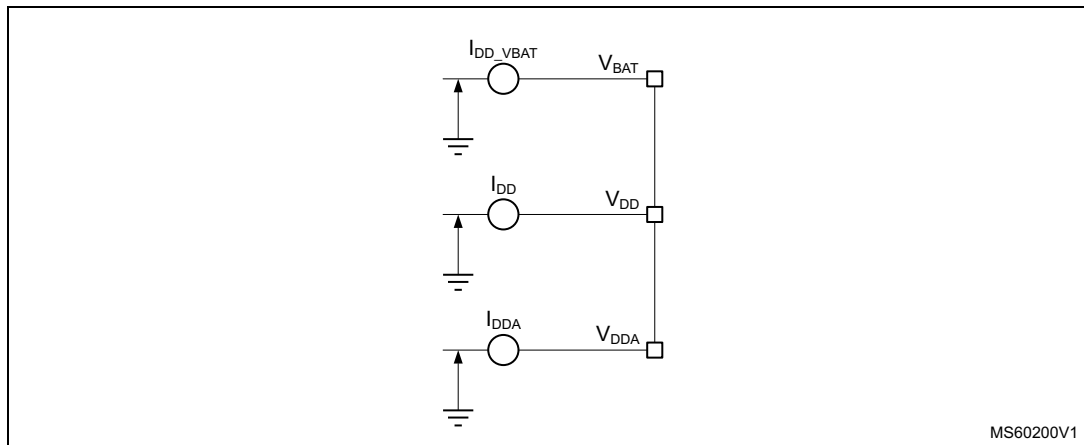 IDD_VBAT
VBAT
IDD
VDD
IDDA
VDDA
MS60200V1